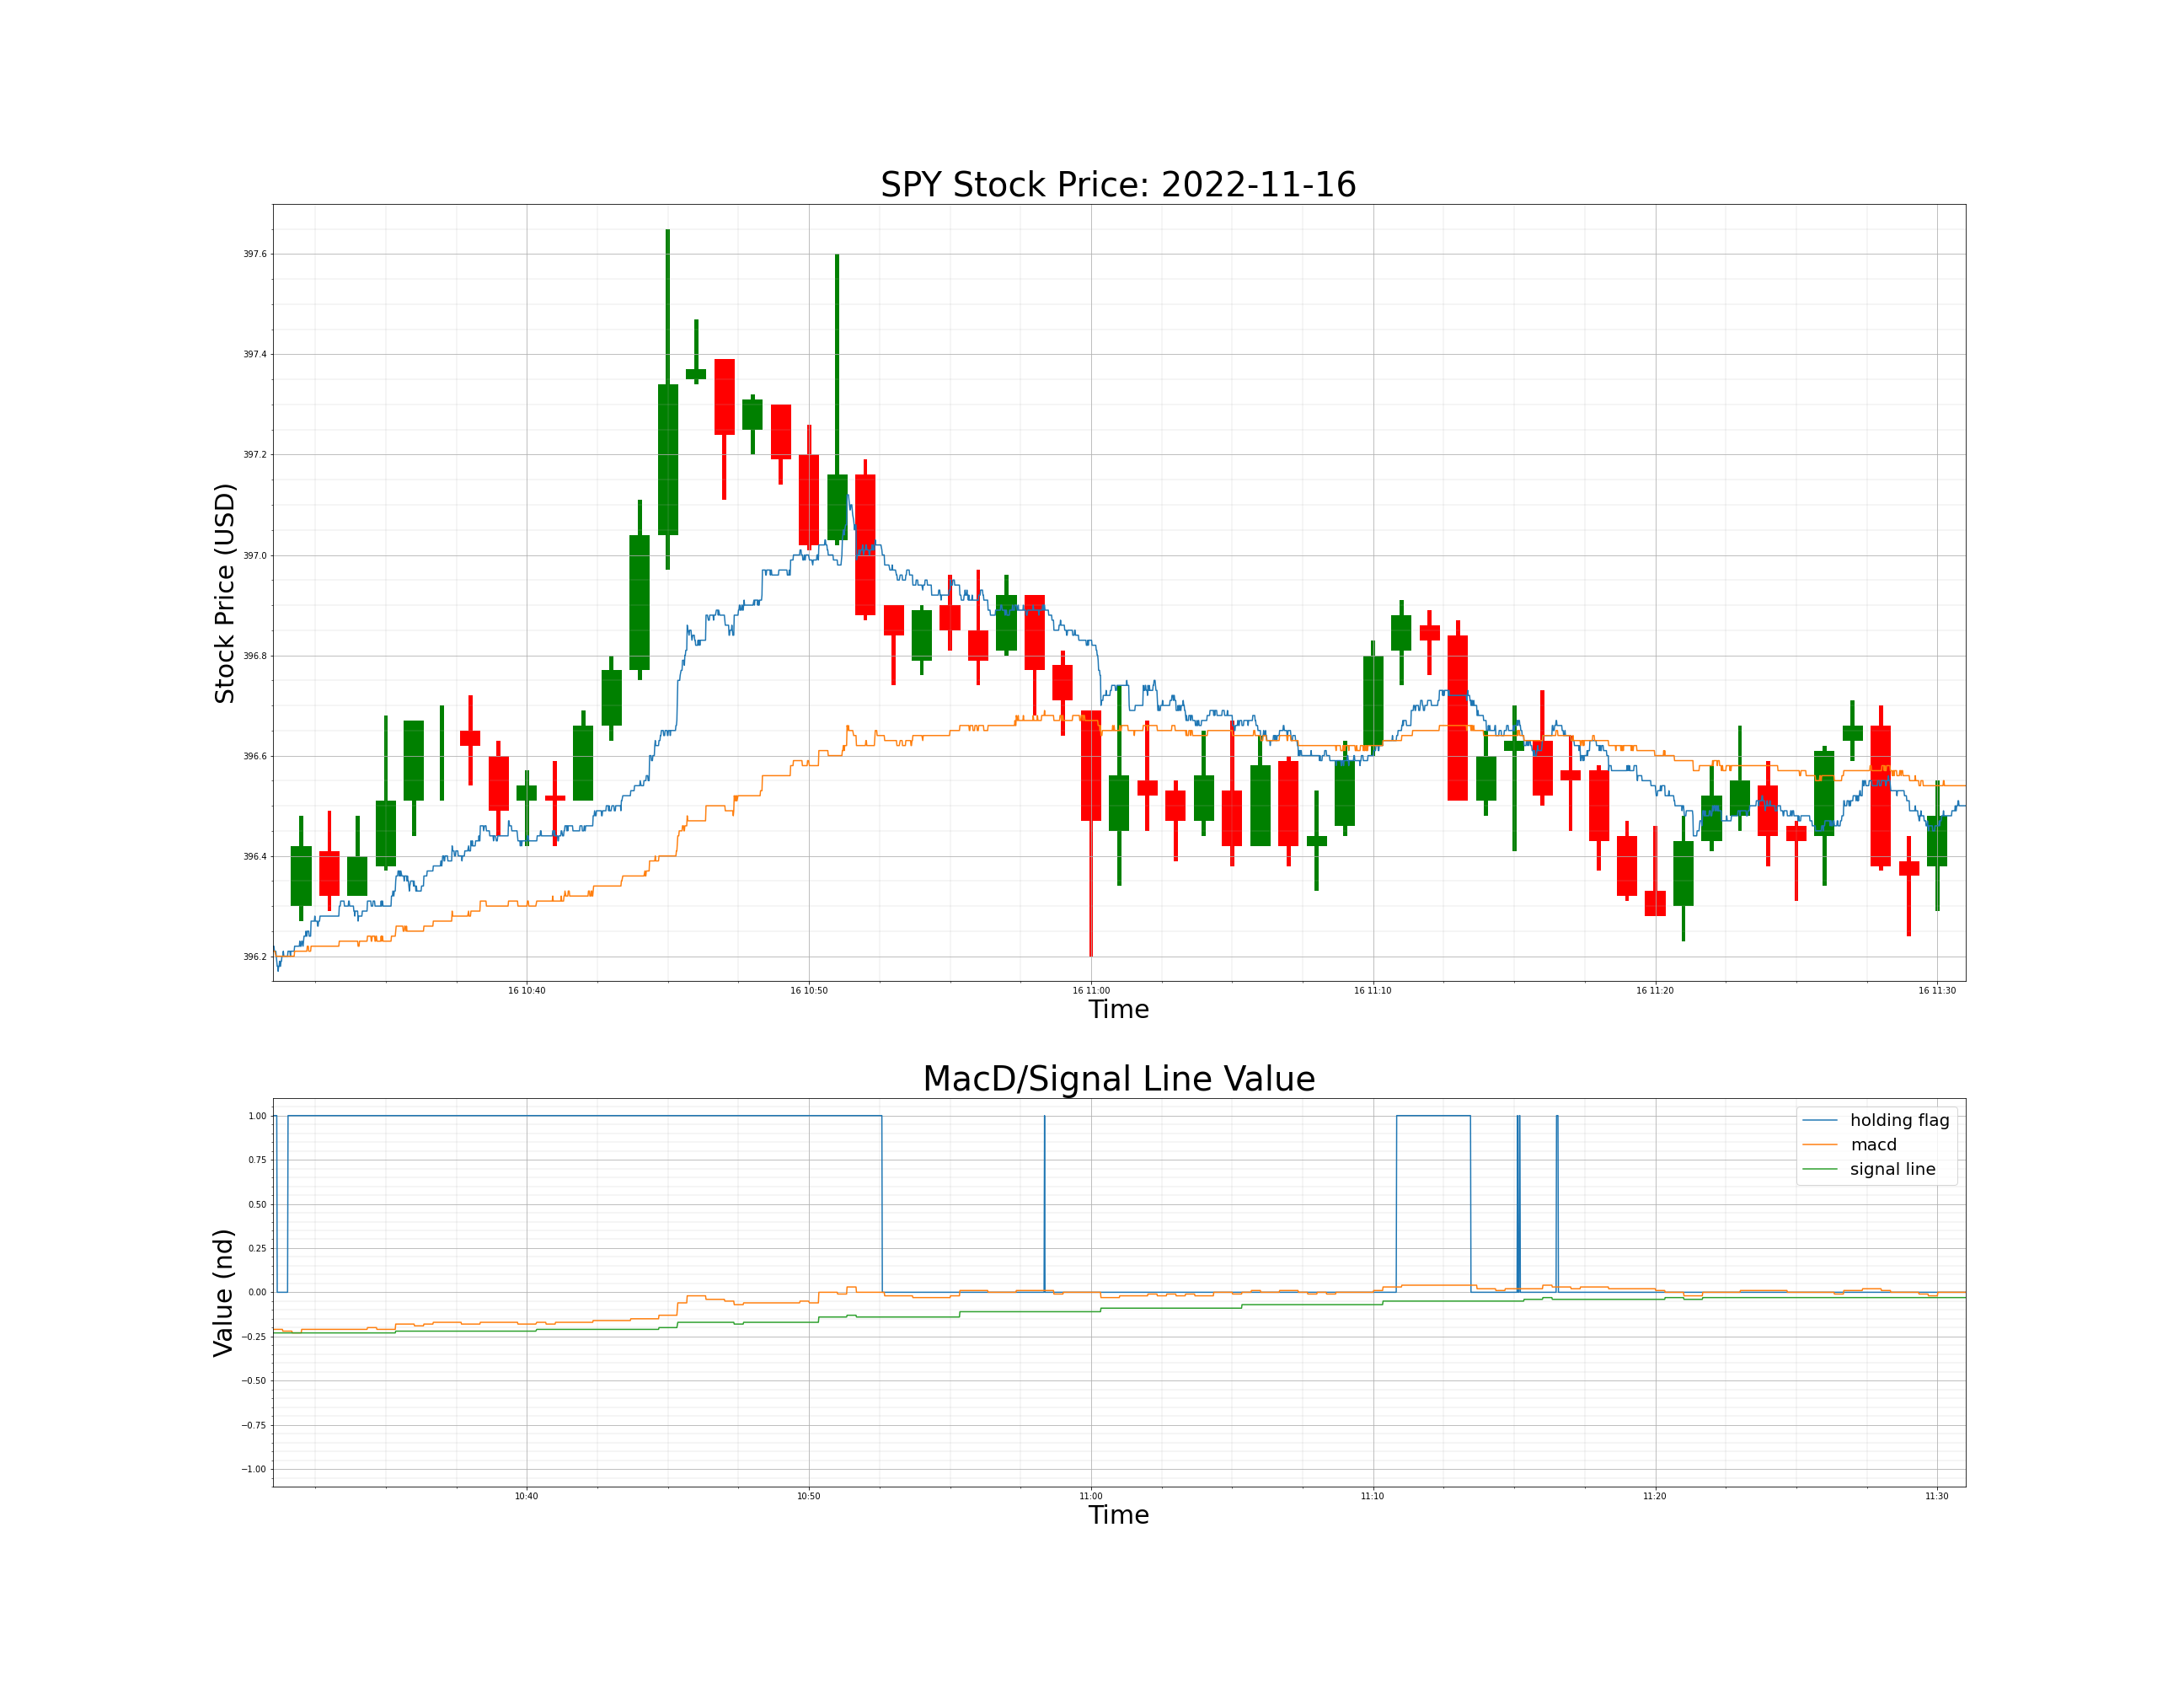 SPY Stock Price: 2022-11-16
Stock Price (USD)
397.6
397.4
397.2
397.0
396.8
396.6
396.4
396.2
16 10:40 16 10:50 16 11:00 16 11:10 16 11:20 16 11:30
Time
MacD/Signal Line Value
Value (nd)
1.00
0.75
0.50
0.25
0.00
−0.25
−0.50
−0.75
−1.00
holding flag
macd
signal line
10:40 10:50 11:00 11:10 11:20 11:30
Time